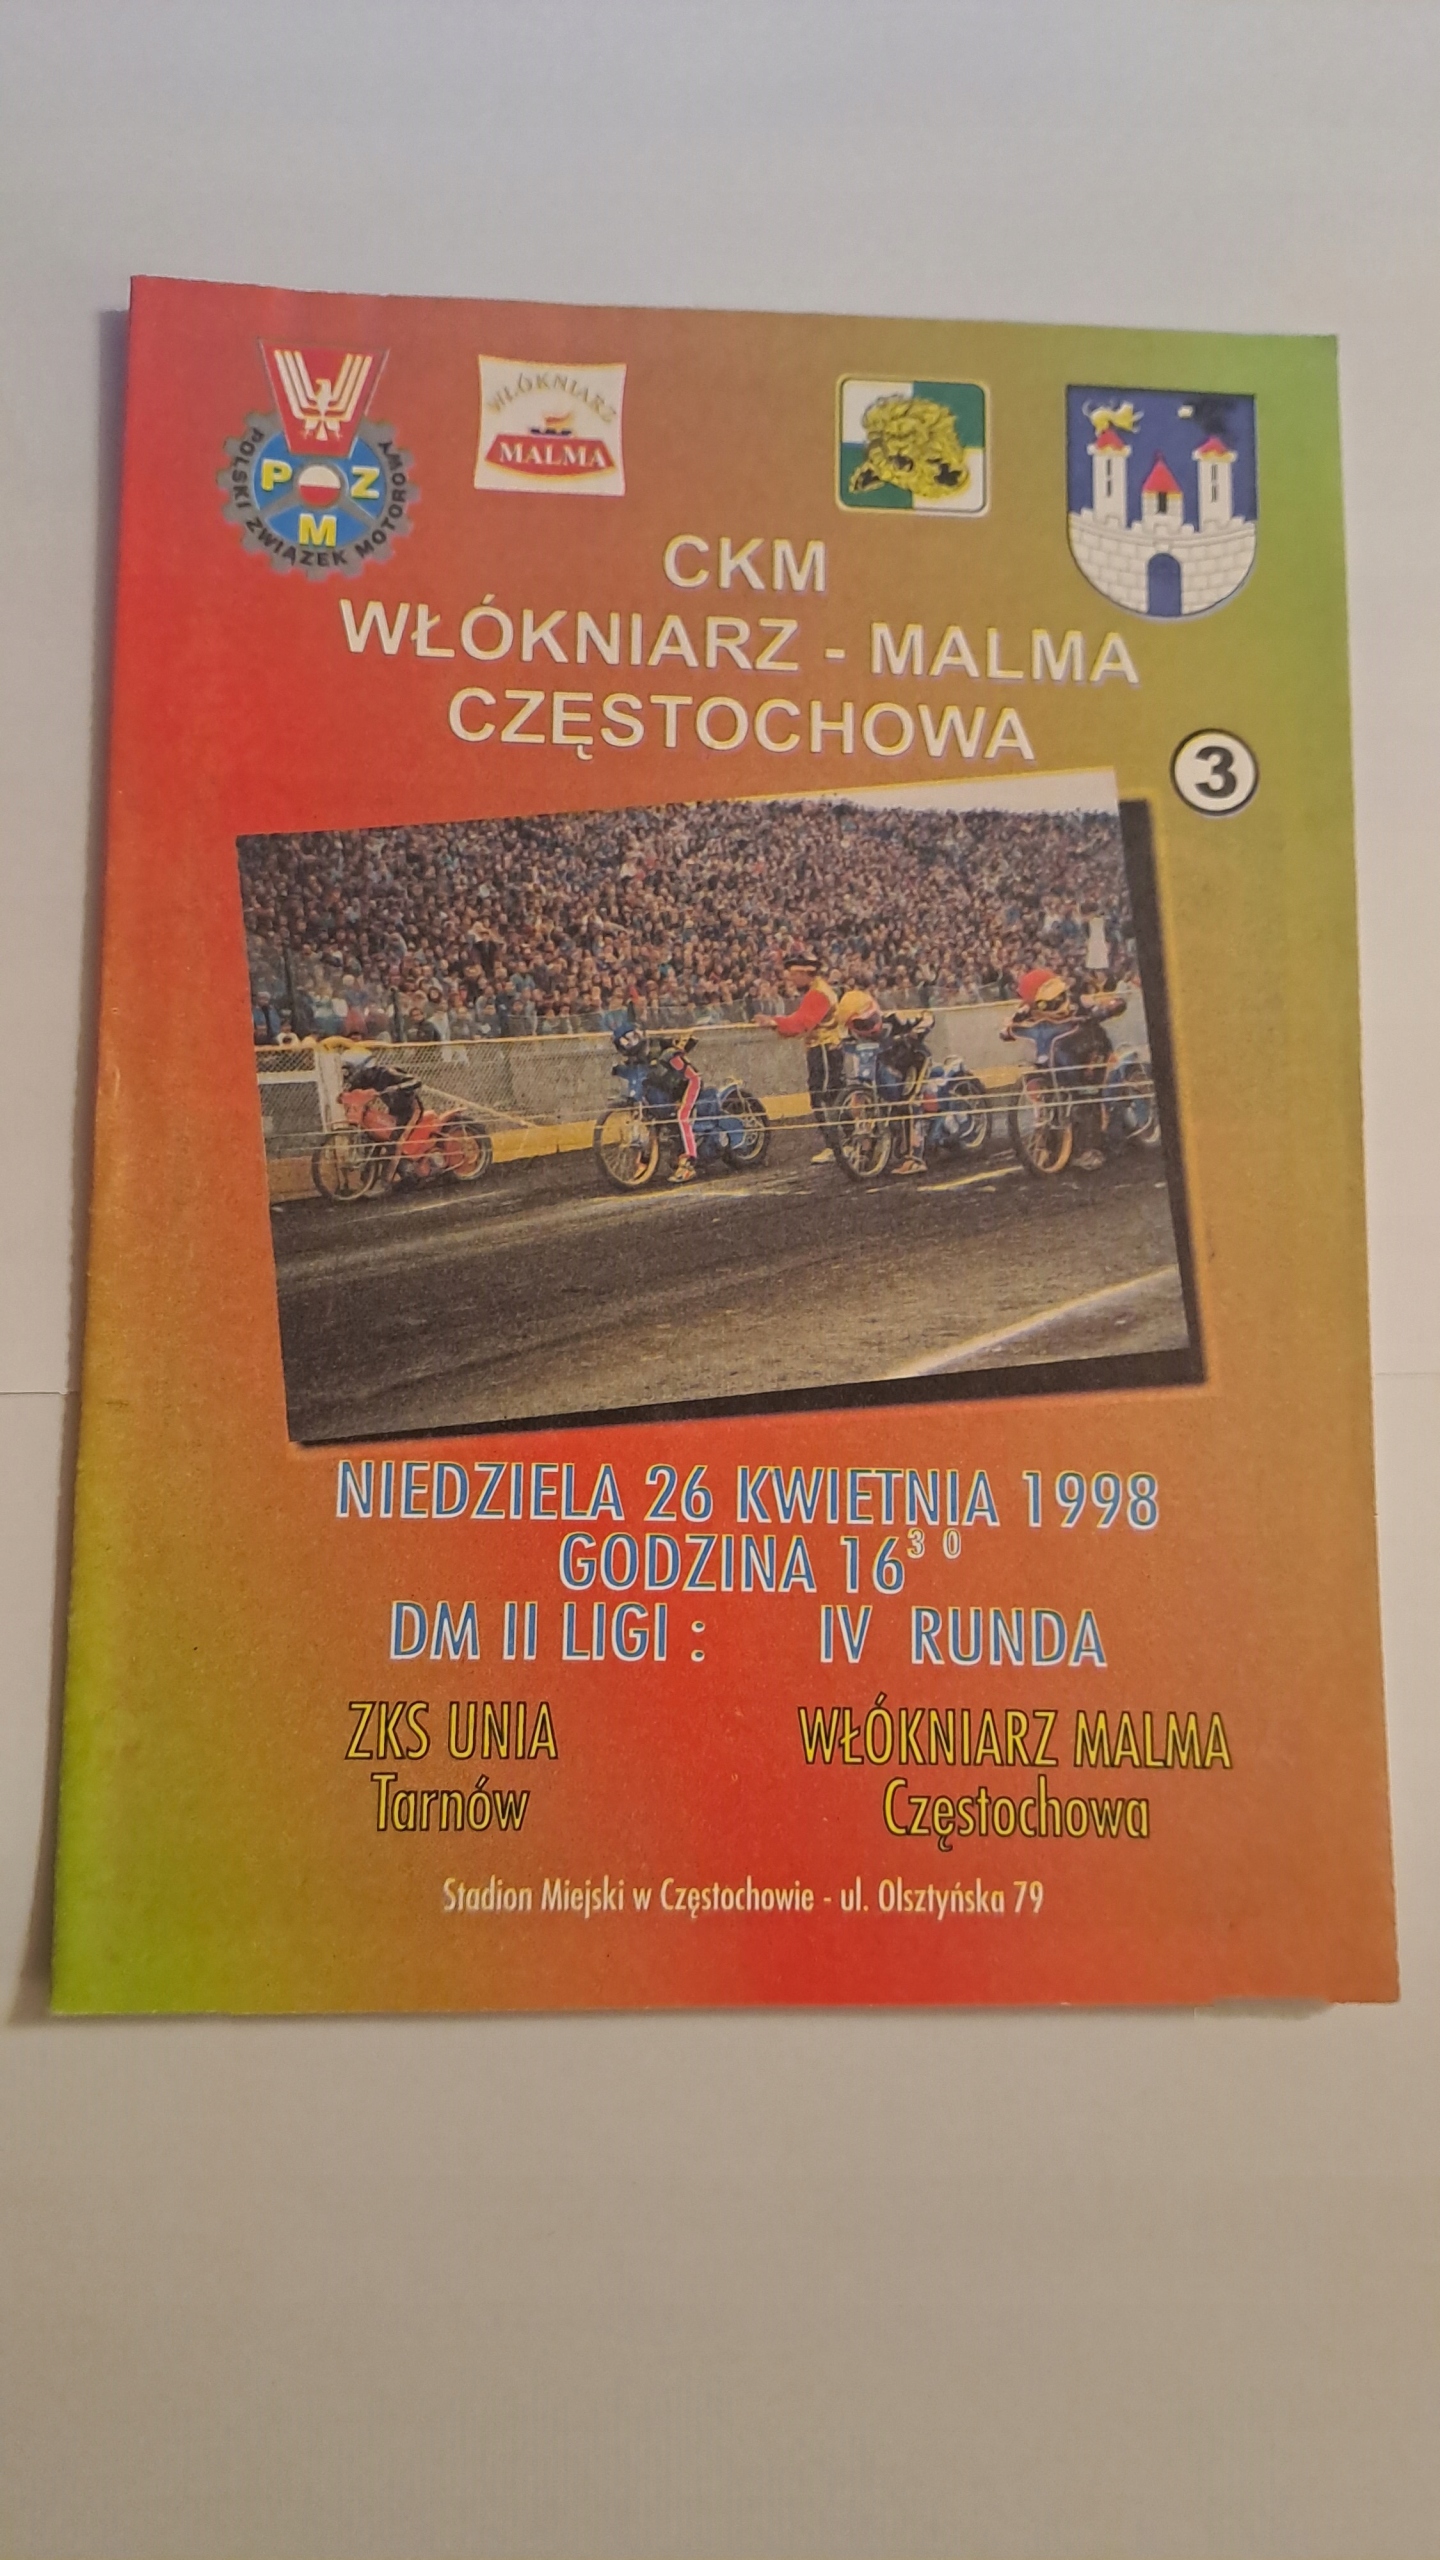 POLSKI ZWIĄZEK MOTOROWY
P Z
M
WŁÓKNIARZ
MALMA
CKM
WŁÓKNIARZ - MALMA
CZĘSTOCHOWA
3
NIEDZIELA 26 KWIETNIA 1998
GODZINA 16³⁰
DM II LIGI : IV RUNDA
ZKS UNIA WŁÓKNIARZ MALMA
Tarnów Częstochowa
Stadion Miejski w Częstochowie - ul. Olsztyńska 79